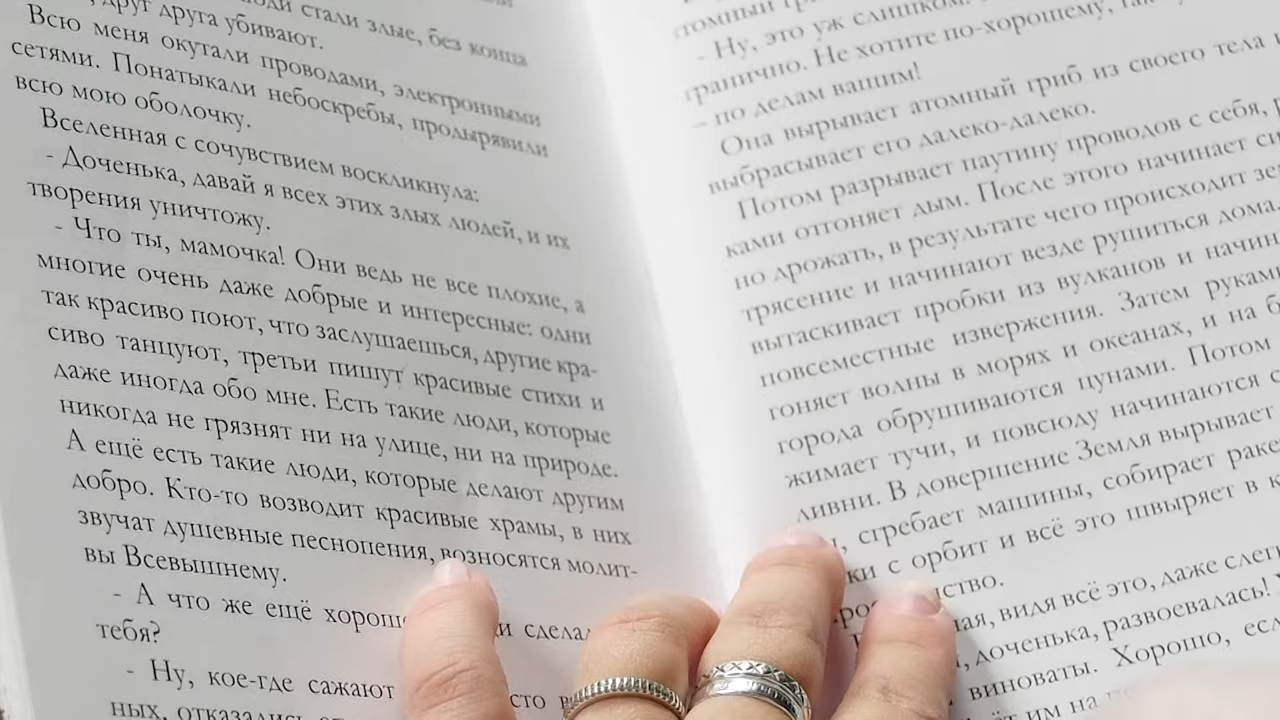 люди стали злые, без конца
друг друга убивают.
Всю меня окутали проводами, электронными
сетями. Понатыкали небоскрёбы, продырявили
всю мою оболочку.
Вселенная с сочувствием воскликнула:
- Доченька, давай я всех этих злых людей, и их
творения уничтожу.
- Что ты, мамочка! Они ведь не все плохие, а
многие очень даже добрые и интересные: одни
так красиво поют, что заслушаешься, другие кра-
сиво танцуют, третьи пишут красивые стихи и
даже иногда обо мне. Есть такие люди, которые
никогда не грязнят ни на улице, ни на природе.
А ещё есть такие люди, которые делают другим
добро. Кто-то возводит красивые храмы, в них
звучат душевные песнопения, возносятся молит-
вы Всевышнему.
- А что же ещё
тебя?
- Ну, кое-где сажают
- Ну, это уж слишком.
гранично. Не хотите по-хорошему,
– по делам вашим!
Она вырывает атомный гриб из своего тела
выбрасывает его далеко-далеко.
Потом разрывает паутину проводов с себя,
ками отгоняет дым. После этого начинает
но дрожать, в результате чего происходит
трясение и начинают везде рушиться дома.
вытаскивает пробки из вулканов и
повсеместные извержения. Затем руками
гоняет волны в морях и океанах, и на
города обрушиваются цунами. Потом
жимает тучи, и повсюду начинаются
ливни. В довершение Земля вырывает
сгребает машины, собирает
с орбит и всё это швыряет в
видя всё это, даже
доченька, развоевалась!
виноваты. Хорошо,
им на